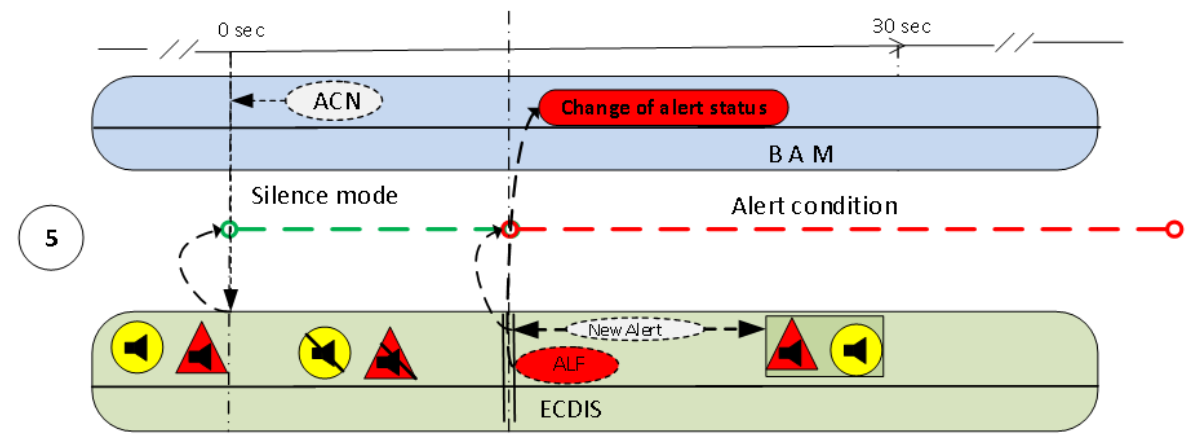 0 sec
30 sec
ACN
Change of alert status
B A M
Silence mode
Alert condition
5
New Alert
ALF
ECDIS